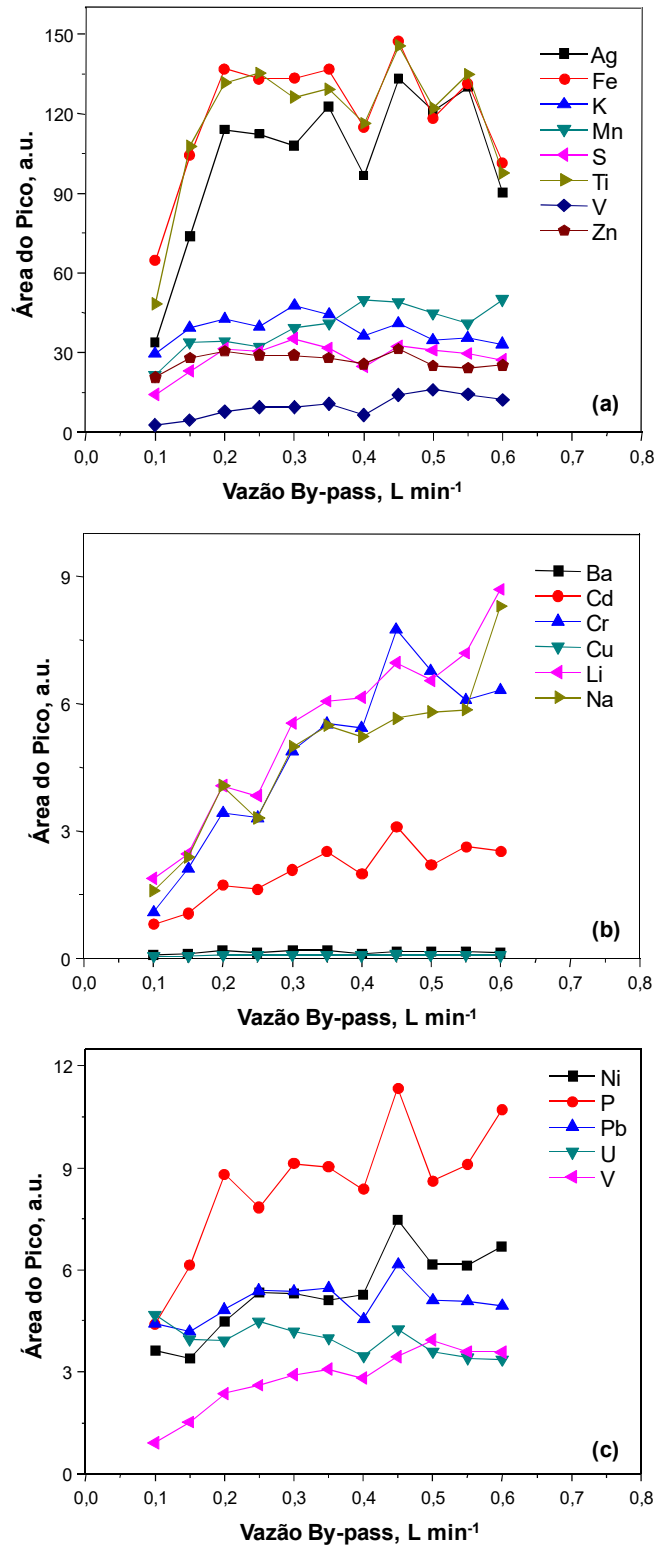 150
120
90
60
30
0
Área do Pico, a.u.
Ag
Fe
K
Mn
S
Ti
V
Zn
(a)
0,0 0,1 0,2 0,3 0,4 0,5 0,6 0,7 0,8
Vazão By-pass, L min-1
9
6
3
0
Área do Pico, a.u.
Ba
Cd
Cr
Cu
Li
Na
(b)
0,0 0,1 0,2 0,3 0,4 0,5 0,6 0,7 0,8
Vazão By-pass, L min-1
12
9
6
3
0
Área do Pico, a.u.
Ni
P
Pb
U
V
(c)
0,0 0,1 0,2 0,3 0,4 0,5 0,6 0,7 0,8
Vazão By-pass, L min-1